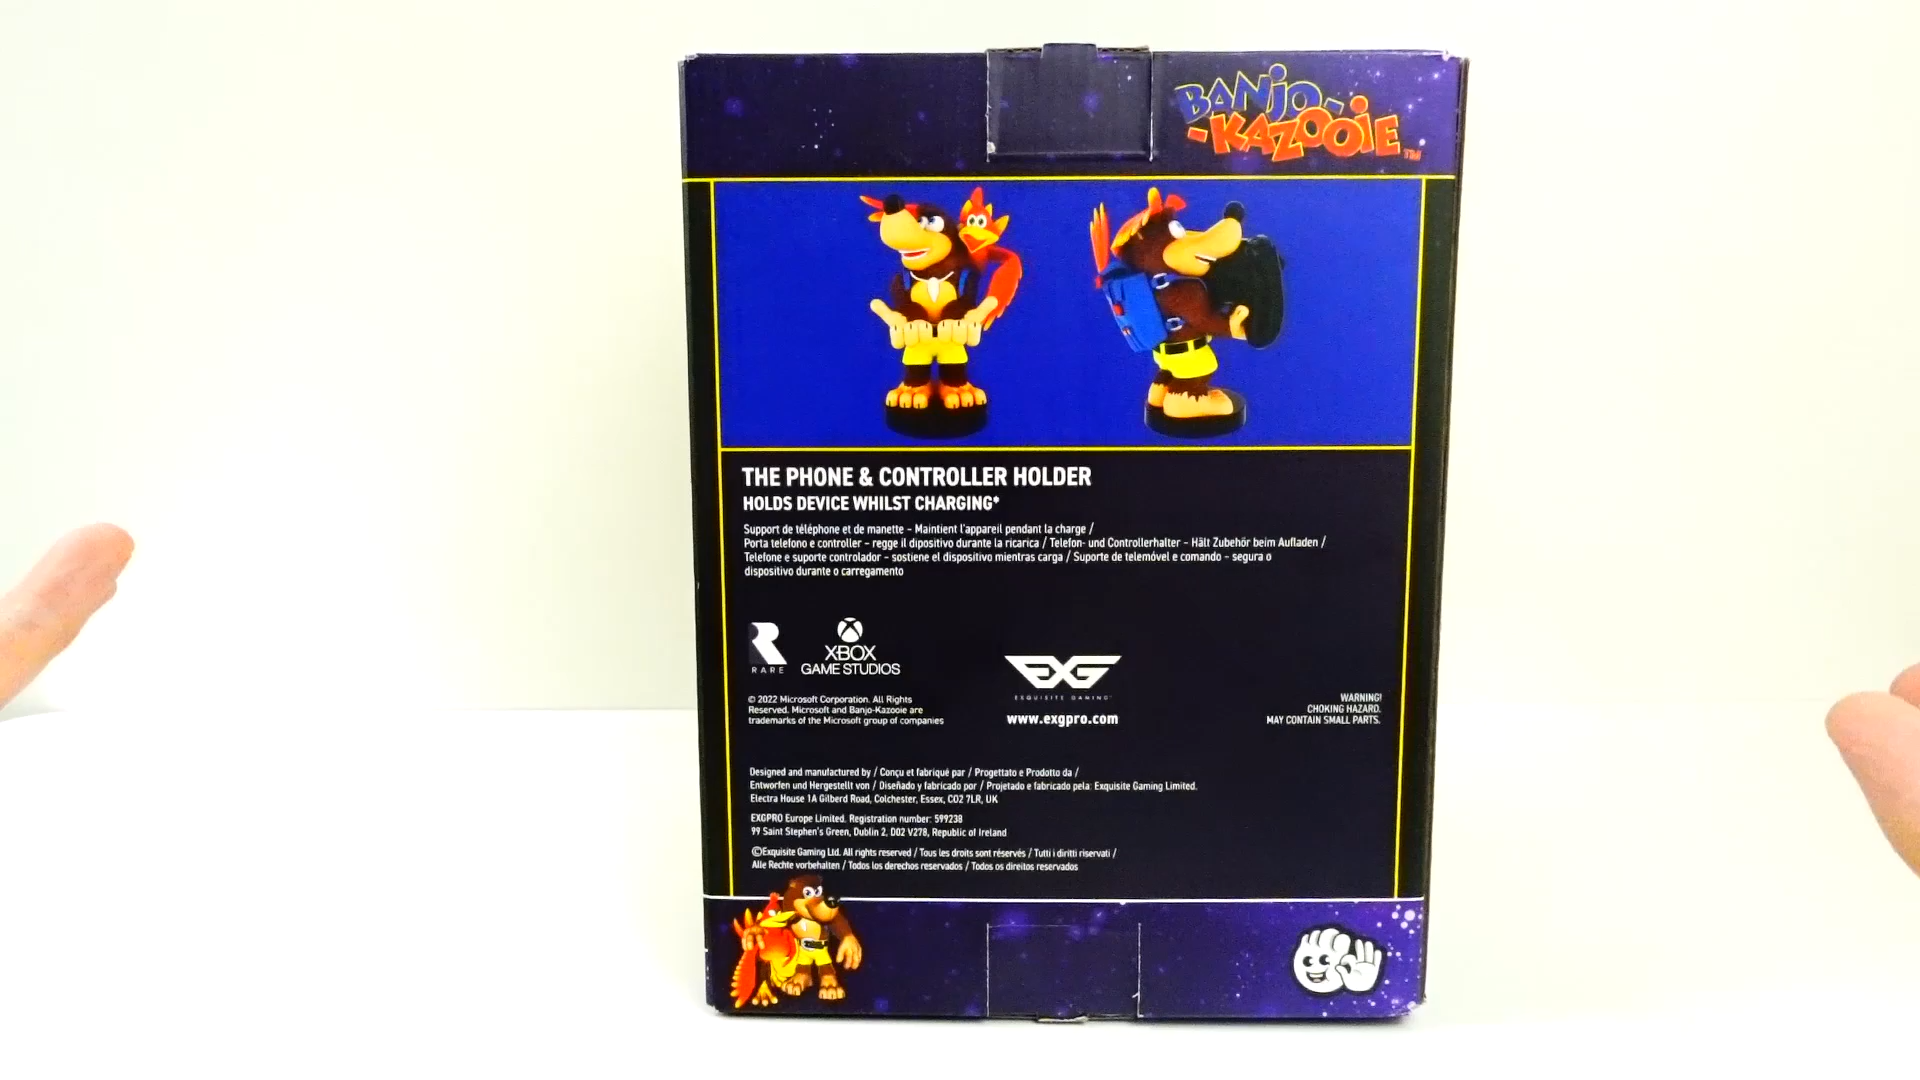 BANJO-
-KAZOOIE™
THE PHONE & CONTROLLER HOLDER
HOLDS DEVICE WHILST CHARGING*
Support de téléphone et de manette – Maintient l'appareil pendant la charge /
Porta telefono e controller – regge il dipositivo durante la ricarica / Telefon- und Controllerhalter – Hält Zubehör beim Aufladen /
Telefone e suporte controlador – sostiene el dispositivo mientras carga / Suporte de telemóvel e comando – segura o
dispositivo durante o carregamento
RARE
XBOX
GAME STUDIOS
© 2022 Microsoft Corporation. All Rights
Reserved. Microsoft and Banjo-Kazooie are
trademarks of the Microsoft group of companies
EXG
EXQUISITE GAMING
www.exgpro.com
WARNING!
CHOKING HAZARD.
MAY CONTAIN SMALL PARTS.
Designed and manufactured by / Conçu et fabriqué par / Progettato e Prodotto da /
Entworfen und Hergestellt von / Diseñado y fabricado por / Projetado e fabricado pela: Exquisite Gaming Limited.
Electra House 1A Gilberd Road, Colchester, Essex, CO2 7LR, UK
EXGPRO Europe Limited. Registration number: 599238
99 Saint Stephen's Green, Dublin 2, D02 V278, Republic of Ireland
©Exquisite Gaming Ltd. All rights reserved / Tous les droits sont réservés / Tutti i diritti riservati /
Alle Rechte vorbehalten / Todos los derechos reservados / Todos os direitos reservados